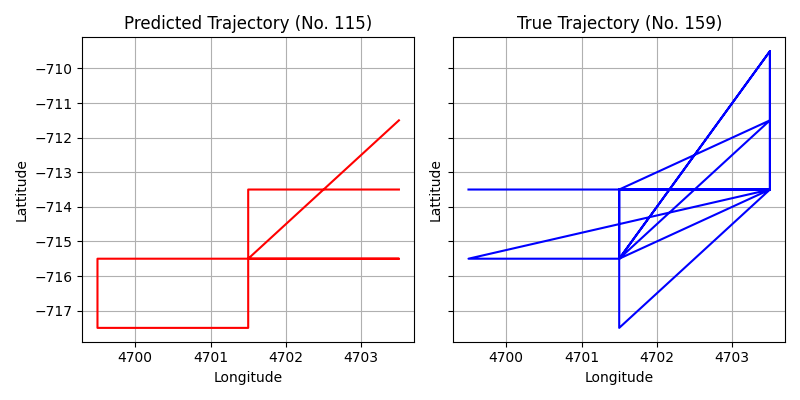 Predicted Trajectory (No. 115)
True Trajectory (No. 159)
−710
−711
−712
−713
−714
−715
−716
−717
Lattitude
Lattitude
4700 4701 4702 4703
4700 4701 4702 4703
Longitude
Longitude